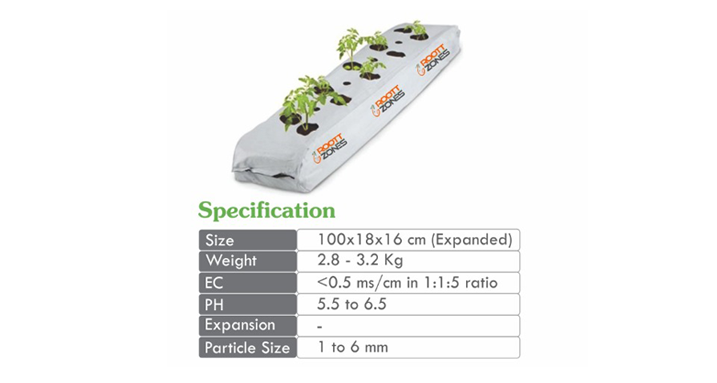 ROOTT
ZONES
ROOTT
ZONES
ROOTT
ZONES
Specification
Size 100x18x16 cm (Expanded)
Weight 2.8 - 3.2 Kg
EC <0.5 ms/cm in 1:1:5 ratio
PH 5.5 to 6.5
Expansion -
Particle Size 1 to 6 mm